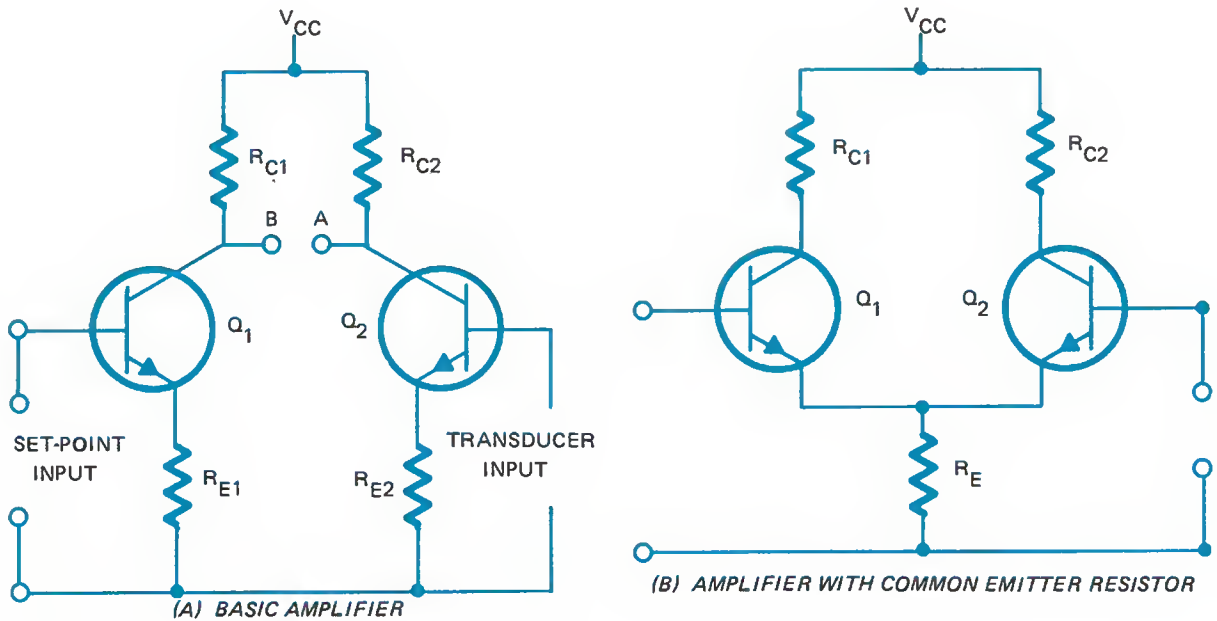 VCC
RC1
RC2
B
A
Q1
Q2
SET-POINT
INPUT
TRANSDUCER
INPUT
RE1
RE2
(A) BASIC AMPLIFIER
VCC
RC1
RC2
Q1
Q2
RE
(B) AMPLIFIER WITH COMMON EMITTER RESISTOR